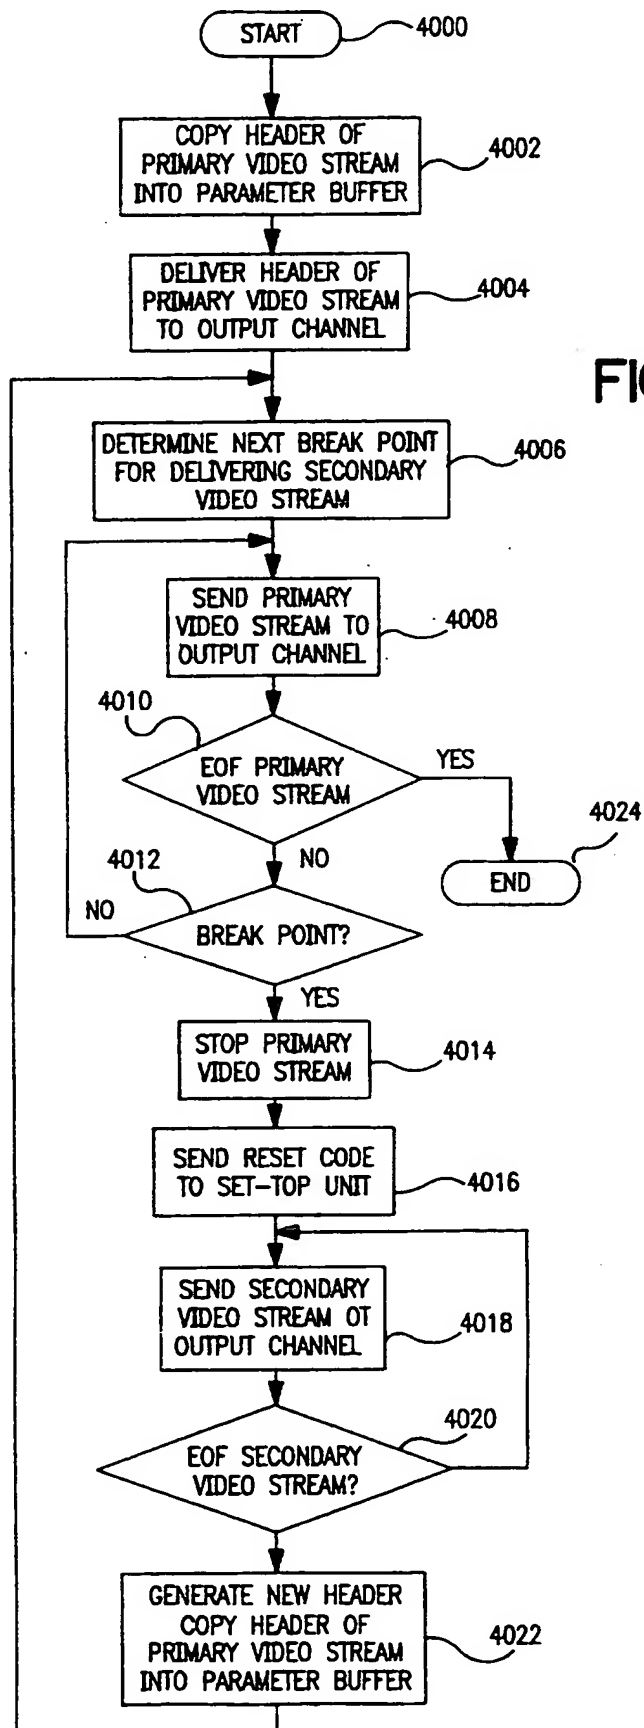 START
4000
COPY HEADER OF
PRIMARY VIDEO STREAM
INTO PARAMETER BUFFER
4002
DELIVER HEADER OF
PRIMARY VIDEO STREAM
TO OUTPUT CHANNEL
4004
FIG
DETERMINE NEXT BREAK POINT
FOR DELIVERING SECONDARY
VIDEO STREAM
4006
SEND PRIMARY
VIDEO STREAM TO
OUTPUT CHANNEL
4008
4010
EOF PRIMARY
VIDEO STREAM
YES
4024
END
NO
4012
NO
BREAK POINT?
YES
STOP PRIMARY
VIDEO STREAM
4014
SEND RESET CODE
TO SET-TOP UNIT
4016
SEND SECONDARY
VIDEO STREAM OT
OUTPUT CHANNEL
4018
4020
EOF SECONDARY
VIDEO STREAM?
GENERATE NEW HEADER
COPY HEADER OF
PRIMARY VIDEO STREAM
INTO PARAMETER BUFFER
4022